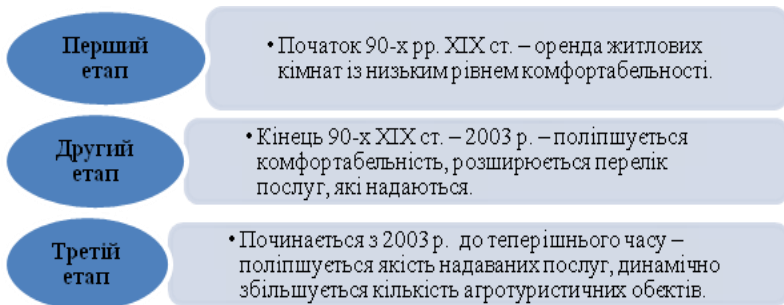 Перший
етап
• Початок 90-х рр. ХІХ ст. – оренда житлових
кімнат із низьким рівнем комфортабельності.
Другий
етап
• Кінець 90-х ХІХ ст. – 2003 р. – поліпшується
комфортабельність, розширюється перелік
послуг, які надаються.
Третій
етап
• Починається з 2003 р. до теперішнього часу –
поліпшується якість надаваних послуг, динамічно
збільшується кількість агротуристичних обєктів.